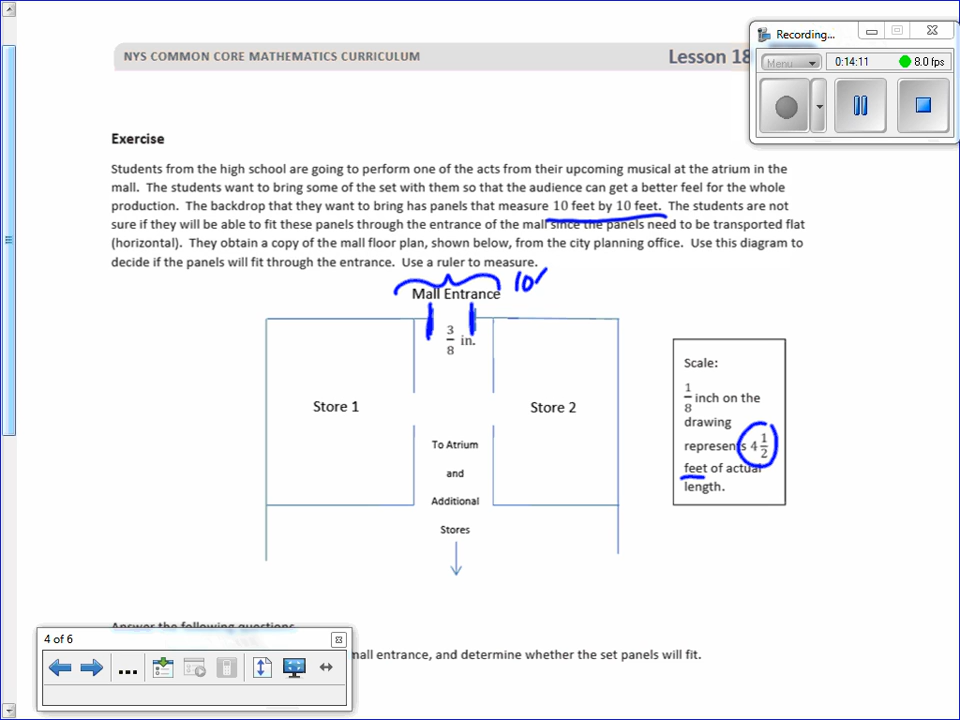 NYS COMMON CORE MATHEMATICS CURRICULUM
Lesson 18
Recording...
Menu
0:14:11
8.0 fps
Exercise
Students from the high school are going to perform one of the acts from their upcoming musical at the atrium in the
mall. The students want to bring some of the set with them so that the audience can get a better feel for the whole
production. The backdrop that they want to bring has panels that measure 10 feet by 10 feet. The students are not
sure if they will be able to fit these panels through the entrance of the mall since the panels need to be transported flat
(horizontal). They obtain a copy of the mall floor plan, shown below, from the city planning office. Use this diagram to
decide if the panels will fit through the entrance. Use a ruler to measure.
Mall Entrance
10'
3/8 in.
Store 1
Store 2
To Atrium
and
Additional
Stores
Scale:
1/8 inch on the
drawing
represents 4 1/2
feet of actual
length.
Answer the following questions.
4 of 6
mall entrance, and determine whether the set panels will fit.